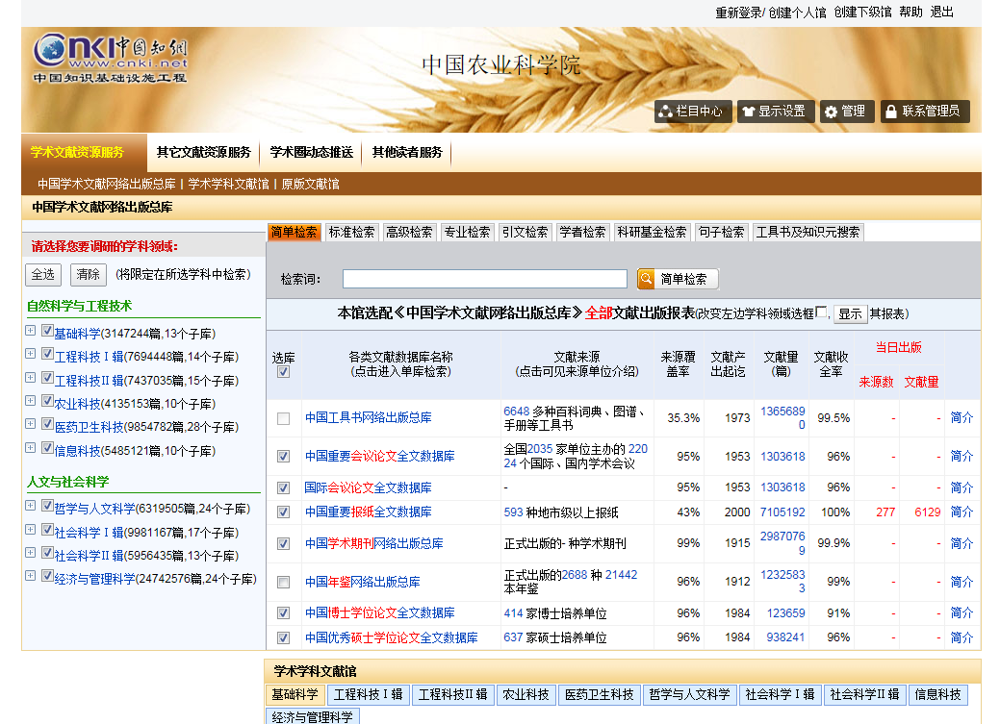 重新登录/ 创建个人馆 创建下级馆 帮助 退出
cnki中国知网
www.cnki.net
中国知识基础设施工程
中国农业科学院
栏目中心 显示设置 管理 联系管理员
学术文献资源服务 其它文献资源服务 学术圈动态推送 其他读者服务
中国学术文献网络出版总库 | 学术学科文献馆 | 原版文献馆
中国学术文献网络出版总库
请选择您要调研的学科领域:
全选 清除 (将限定在所选学科中检索)
自然科学与工程技术
基础科学(3147244篇,13个子库)
工程科技Ⅰ辑(7694448篇,14个子库)
工程科技II辑(7437035篇,15个子库)
农业科技(4135153篇,10个子库)
医药卫生科技(9854782篇,28个子库)
信息科技(5485121篇,10个子库)
人文与社会科学
哲学与人文科学(6319505篇,24个子库)
社会科学Ⅰ辑(9981167篇,17个子库)
社会科学II辑(5956435篇,13个子库)
经济与管理科学(24742576篇,24个子库)
简单检索 标准检索 高级检索 专业检索 引文检索 学者检索 科研基金检索 句子检索 工具书及知识元搜索
检索词: 简单检索
本馆选配《中国学术文献网络出版总库》全部文献出版报表(改变左边学科领域选框, 显示 其报表)
选库 各类文献数据库名称 (点击进入单库检索) 文献来源 (点击可见来源单位介绍) 来源覆盖率 文献产出起讫 文献量(篇) 文献收全率 当日出版 来源数 文献量
中国工具书网络出版总库 6648 多种百科词典、图谱、手册等工具书 35.3% 1973 13656890 99.5% - - 简介
中国重要会议论文全文数据库 全国2035 家单位主办的 22024 个国际、国内学术会议 95% 1953 1303618 96% - - 简介
国际会议论文全文数据库 - 95% 1953 1303618 96% - - 简介
中国重要报纸全文数据库 593 种地市级以上报纸 43% 2000 7105192 100% 277 6129 简介
中国学术期刊网络出版总库 正式出版的- 种学术期刊 99% 1915 29870769 99.9% - - 简介
中国年鉴网络出版总库 正式出版的2688 种 21442 本年鉴 96% 1912 12325833 99% - - 简介
中国博士学位论文全文数据库 414 家博士培养单位 96% 1984 123659 91% - - 简介
中国优秀硕士学位论文全文数据库 637 家硕士培养单位 96% 1984 938241 96% - - 简介
学术学科文献馆
基础科学 工程科技Ⅰ辑 工程科技II辑 农业科技 医药卫生科技 哲学与人文科学 社会科学Ⅰ辑 社会科学II辑 信息科技
经济与管理科学